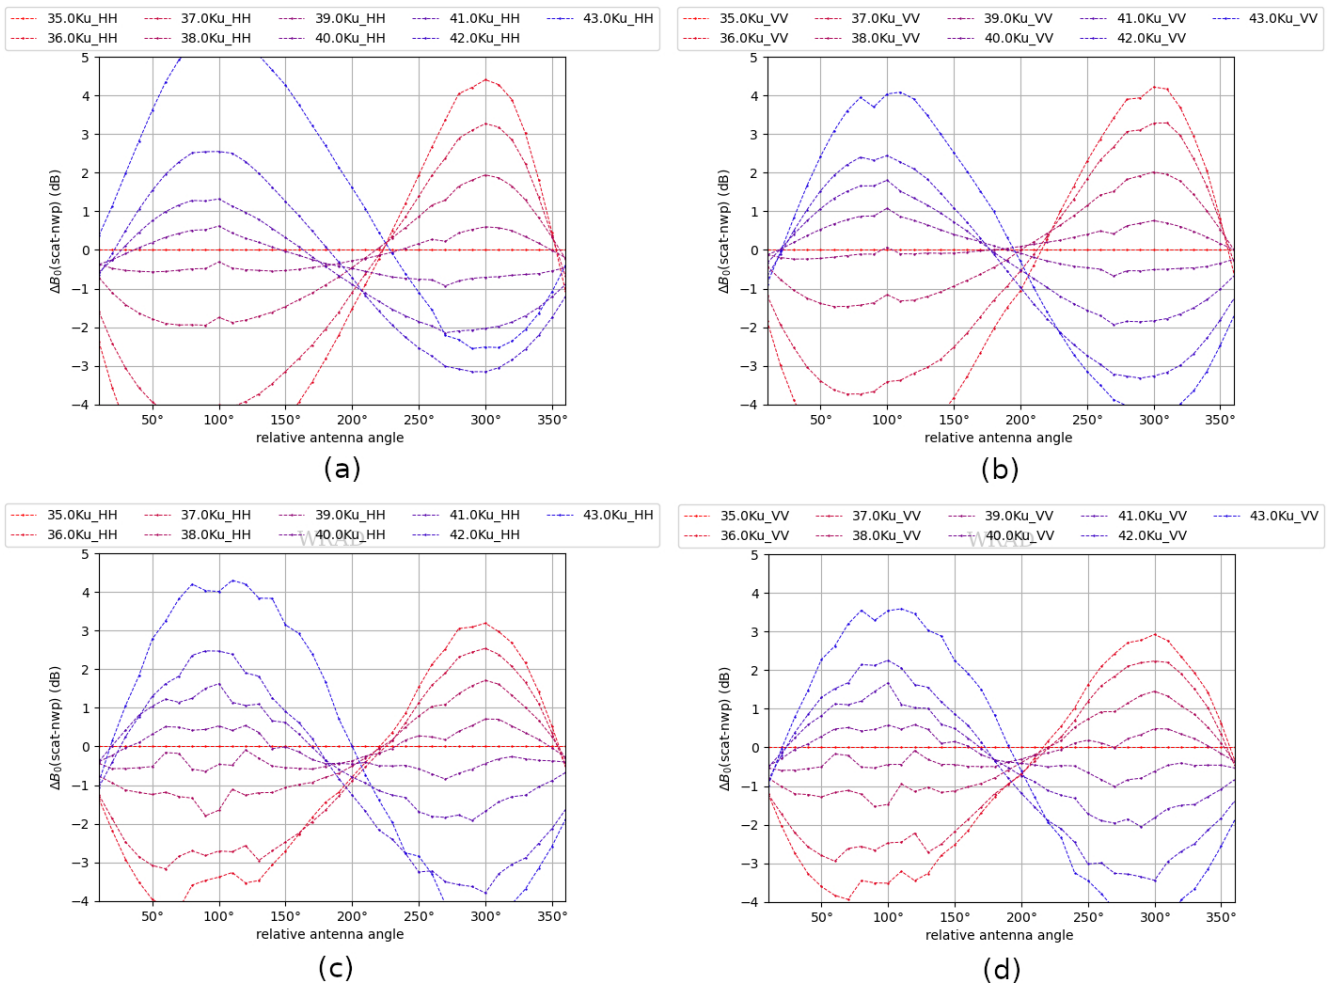 35.0Ku_HH 37.0Ku_HH 39.0Ku_HH 41.0Ku_HH 43.0Ku_HH
36.0Ku_HH 38.0Ku_HH 40.0Ku_HH 42.0Ku_HH
5
4
3
2
1
0
−1
−2
−3
−4
ΔB₀(scat-nwp) (dB)
50° 100° 150° 200° 250° 300° 350°
relative antenna angle
(a)
35.0Ku_VV 37.0Ku_VV 39.0Ku_VV 41.0Ku_VV 43.0Ku_VV
36.0Ku_VV 38.0Ku_VV 40.0Ku_VV 42.0Ku_VV
5
4
3
2
1
0
−1
−2
−3
−4
ΔB₀(scat-nwp) (dB)
50° 100° 150° 200° 250° 300° 350°
relative antenna angle
(b)
35.0Ku_HH 37.0Ku_HH 39.0Ku_HH 41.0Ku_HH 43.0Ku_HH
36.0Ku_HH 38.0Ku_HH 40.0Ku_HH 42.0Ku_HH
WRAD
5
4
3
2
1
0
−1
−2
−3
−4
ΔB₀(scat-nwp) (dB)
50° 100° 150° 200° 250° 300° 350°
relative antenna angle
(c)
35.0Ku_VV 37.0Ku_VV 39.0Ku_VV 41.0Ku_VV 43.0Ku_VV
36.0Ku_VV 38.0Ku_VV 40.0Ku_VV 42.0Ku_VV
WRAD
5
4
3
2
1
0
−1
−2
−3
−4
ΔB₀(scat-nwp) (dB)
50° 100° 150° 200° 250° 300° 350°
relative antenna angle
(d)